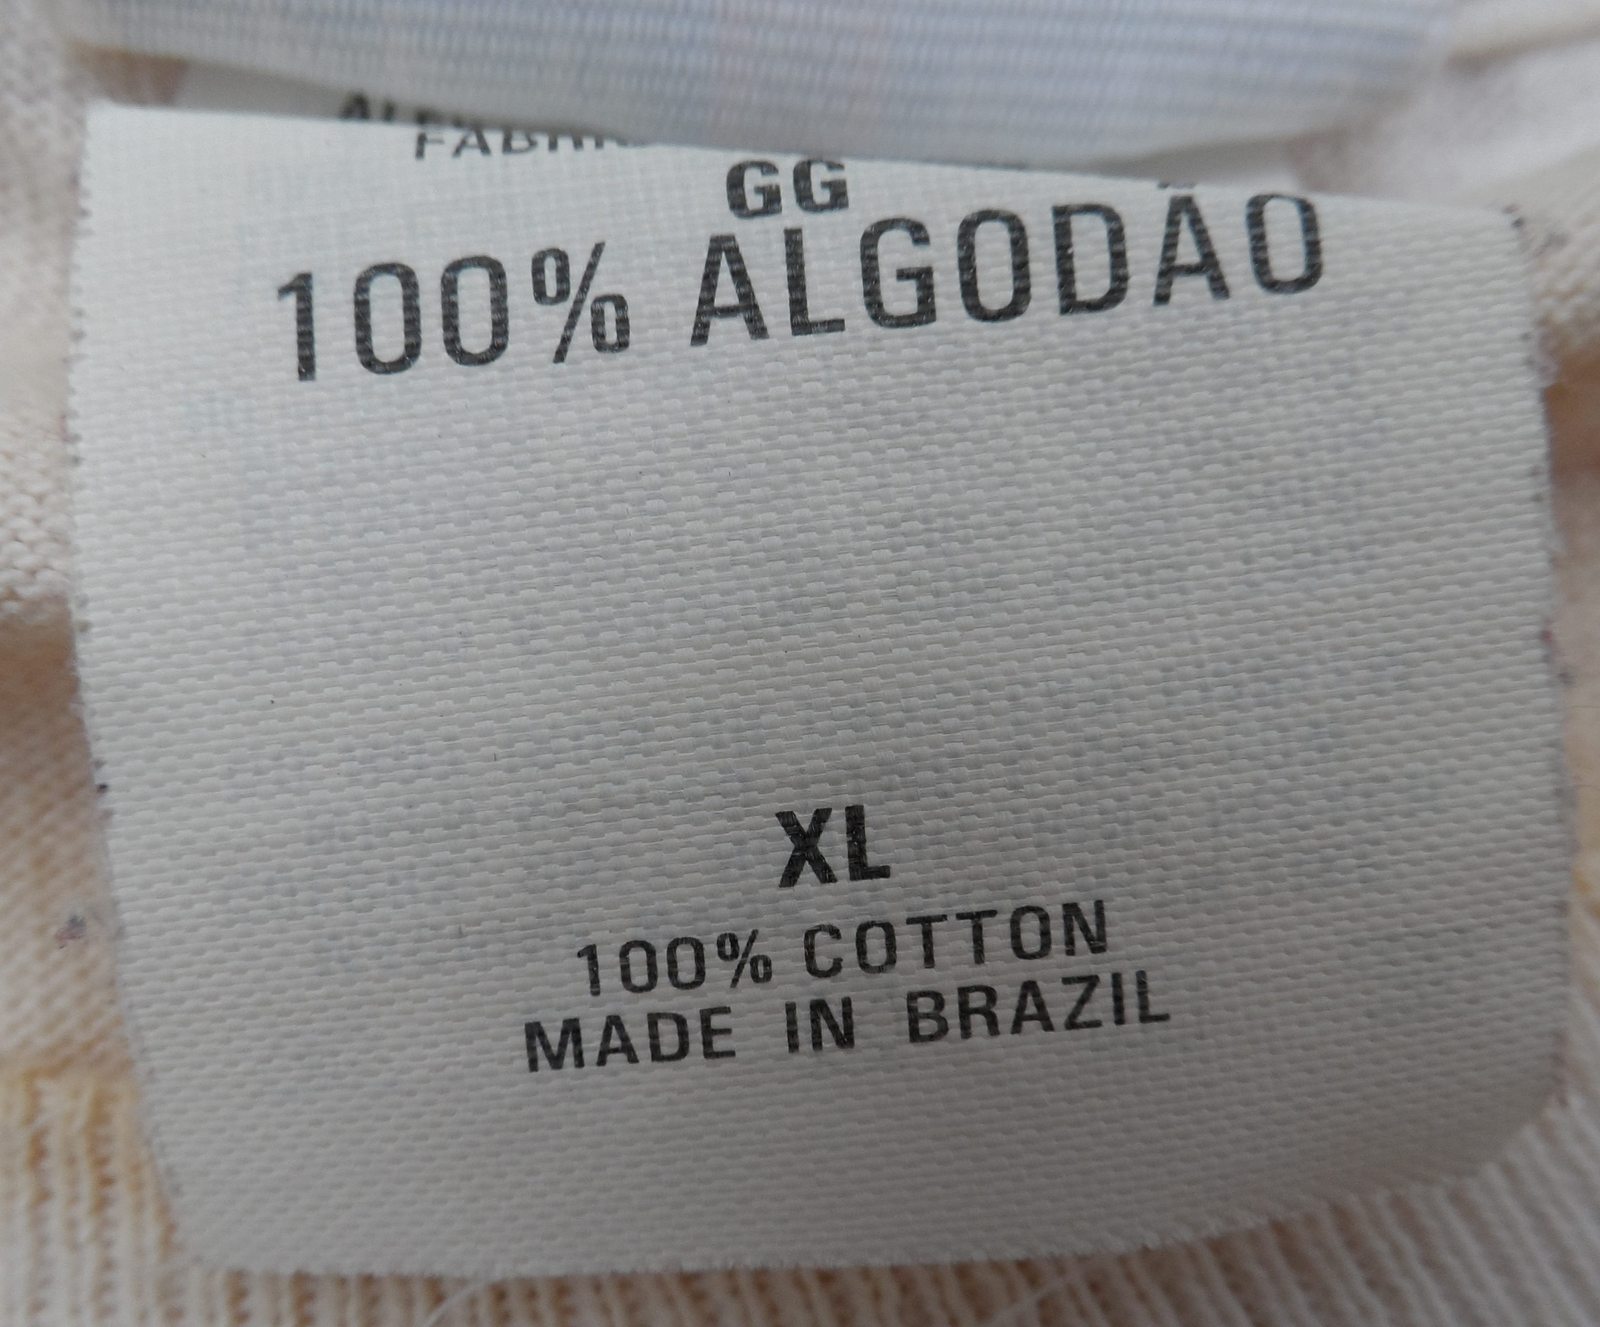 GG
100% ALGODÃO
XL
100% COTTON
MADE IN BRAZIL